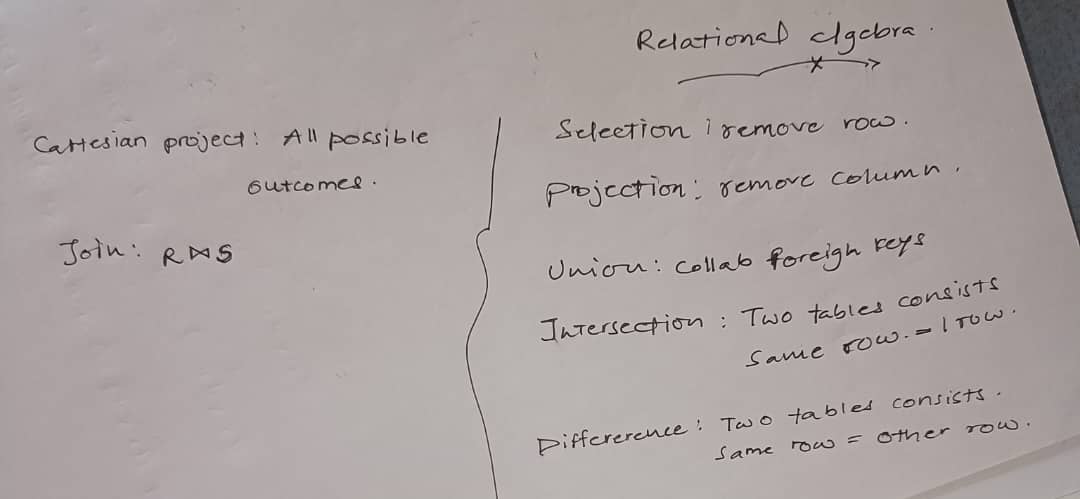 Relational algebra.
Selection : remove row.
Projection : remove column.
Union : collab foreigh keys
Intersection : Two tables consists
same row. = 1 row.
Differerence : Two tables consists.
same row = other row.
Cartesian project : All possible
outcomes.
Join : R⋈S